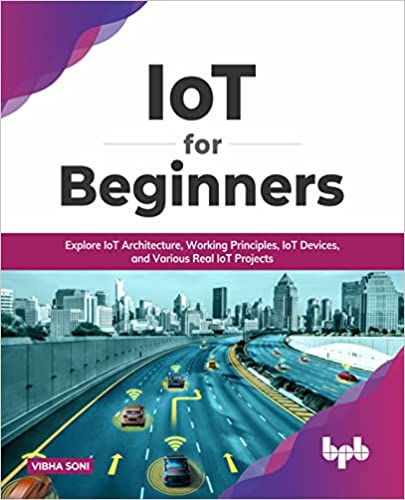 IoT
for
Beginners
Explore IoT Architecture, Working Principles, IoT Devices,
and Various Real IoT Projects
VIBHA SONI
bpb